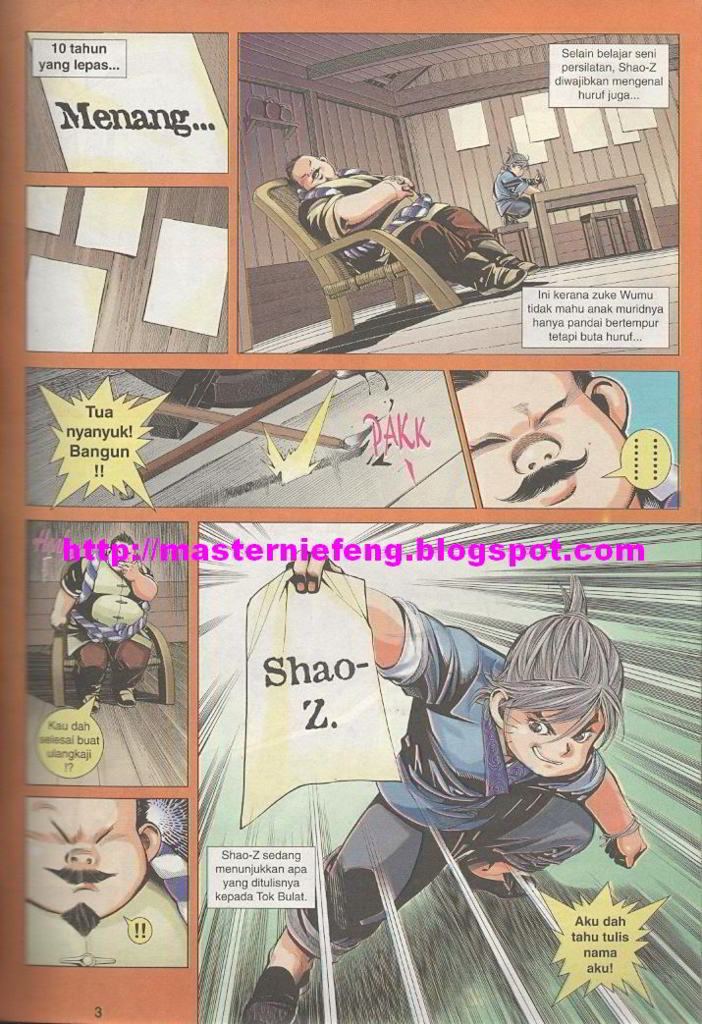 10 tahun
yang lepas...
Menang...
Selain belajar seni
persilatan, Shao-Z
diwajibkan mengenal
huruf juga...
Ini kerana zuke Wumu
tidak mahu anak muridnya
hanya pandai bertempur
tetapi buta huruf...
Tua
nyanyuk!
Bangun
!!
PAKK
http://masterniefeng.blogspot.com
Kau dah
selesai buat
ulangkaji
!?
!!
Shao-
Z.
Shao-Z sedang
menunjukkan apa
yang ditulisnya
kepada Tok Bulat.
Aku dah
tahu tulis
nama
aku!
3